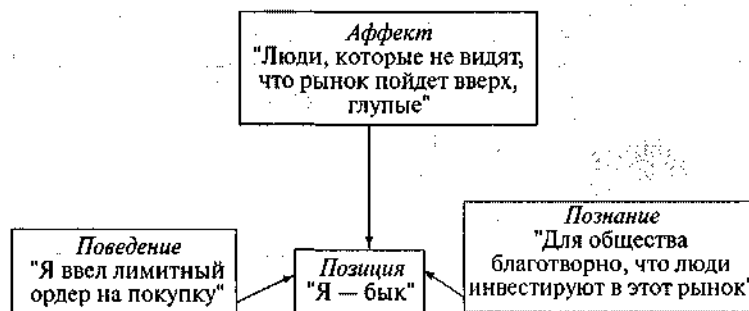 Аффект
"Люди, которые не видят,
что рынок пойдет вверх,
глупые"
Поведение
"Я ввел лимитный
ордер на покупку"
Позиция
"Я — бык"
Познание
"Для общества
благотворно, что люди
инвестируют в этот рынок"